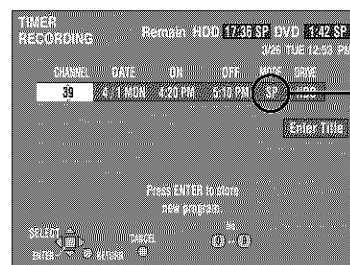 TIMER
RECORDING
Remain HDD 17:36 SP DVD 1:42 SP
3/26 TUE 12:53 PM
CHANNEL DATE ON OFF MODE DRIVE
39 4/1 MON 4:20 PM 5:10 PM SP HDD
Enter Title
Press ENTER to store
new program.
SELECT
ENTER RETURN CANCEL
No.
0 - 9